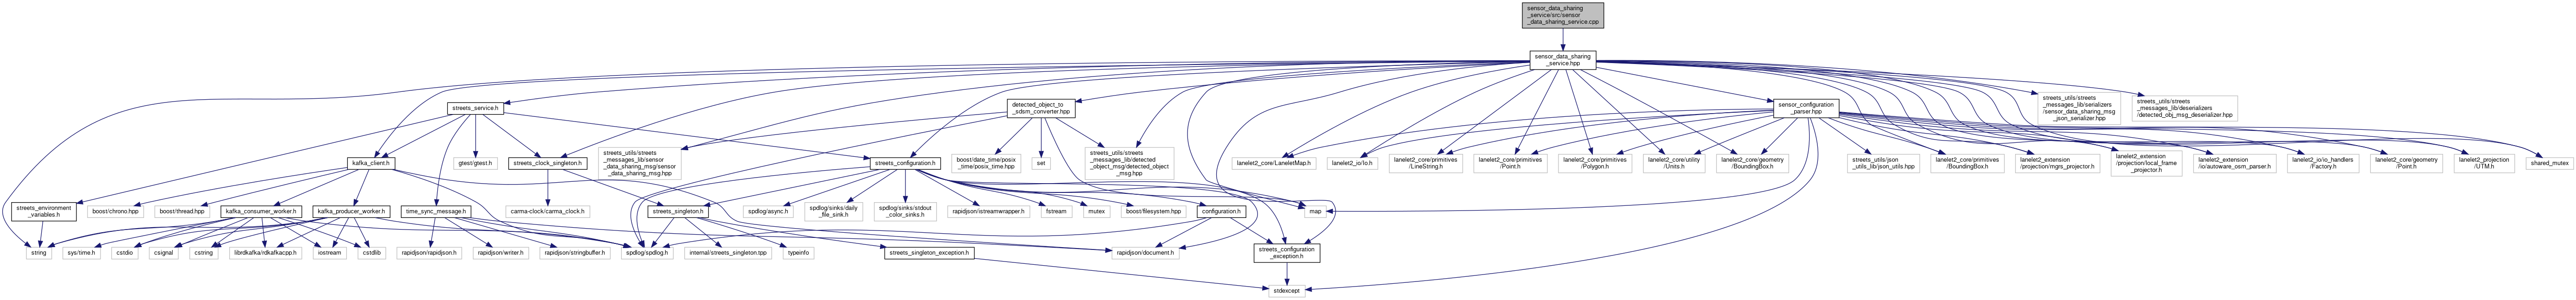 sensor_data_sharing
_service/src/sensor
_data_sharing_service.cpp
sensor_data_sharing
_service.hpp
streets_service.h
detected_object_to
_sdsm_converter.hpp
sensor_configuration
_parser.hpp
streets_utils/streets
_messages_lib/serializers
/sensor_data_sharing_msg
_json_serializer.hpp
streets_utils/streets
_messages_lib/deserializers
/detected_obj_msg_deserializer.hpp
kafka_client.h
gtest/gtest.h
streets_clock_singleton.h
streets_utils/streets
_messages_lib/sensor
_data_sharing_msg/sensor
_data_sharing_msg.hpp
streets_configuration.h
boost/date_time/posix
_time/posix_time.hpp
set
streets_utils/streets
_messages_lib/detected
_object_msg/detected_object
_msg.hpp
lanelet2_core/LaneletMap.h
lanelet2_io/Io.h
lanelet2_core/primitives
/LineString.h
lanelet2_core/primitives
/Point.h
lanelet2_core/primitives
/Polygon.h
lanelet2_core/utility
/Units.h
lanelet2_core/geometry
/BoundingBox.h
streets_utils/json
_utils_lib/json_utils.hpp
lanelet2_core/primitives
/BoundingBox.h
lanelet2_extension
/projection/mgrs_projector.h
lanelet2_extension
/projection/local_frame
_projector.h
lanelet2_extension
/io/autoware_osm_parser.h
lanelet2_io/io_handlers
/Factory.h
lanelet2_core/geometry
/Point.h
lanelet2_projection
/UTM.h
shared_mutex
streets_environment
_variables.h
boost/chrono.hpp
boost/thread.hpp
kafka_consumer_worker.h
kafka_producer_worker.h
time_sync_message.h
carma-clock/carma_clock.h
streets_singleton.h
spdlog/async.h
spdlog/sinks/daily
_file_sink.h
spdlog/sinks/stdout
_color_sinks.h
rapidjson/istreamwrapper.h
fstream
mutex
boost/filesystem.hpp
configuration.h
map
string
sys/time.h
cstdio
csignal
cstring
librdkafka/rdkafkacpp.h
iostream
cstdlib
rapidjson/rapidjson.h
rapidjson/writer.h
rapidjson/stringbuffer.h
spdlog/spdlog.h
internal/streets_singleton.tpp
typeinfo
streets_singleton_exception.h
rapidjson/document.h
streets_configuration
_exception.h
stdexcept